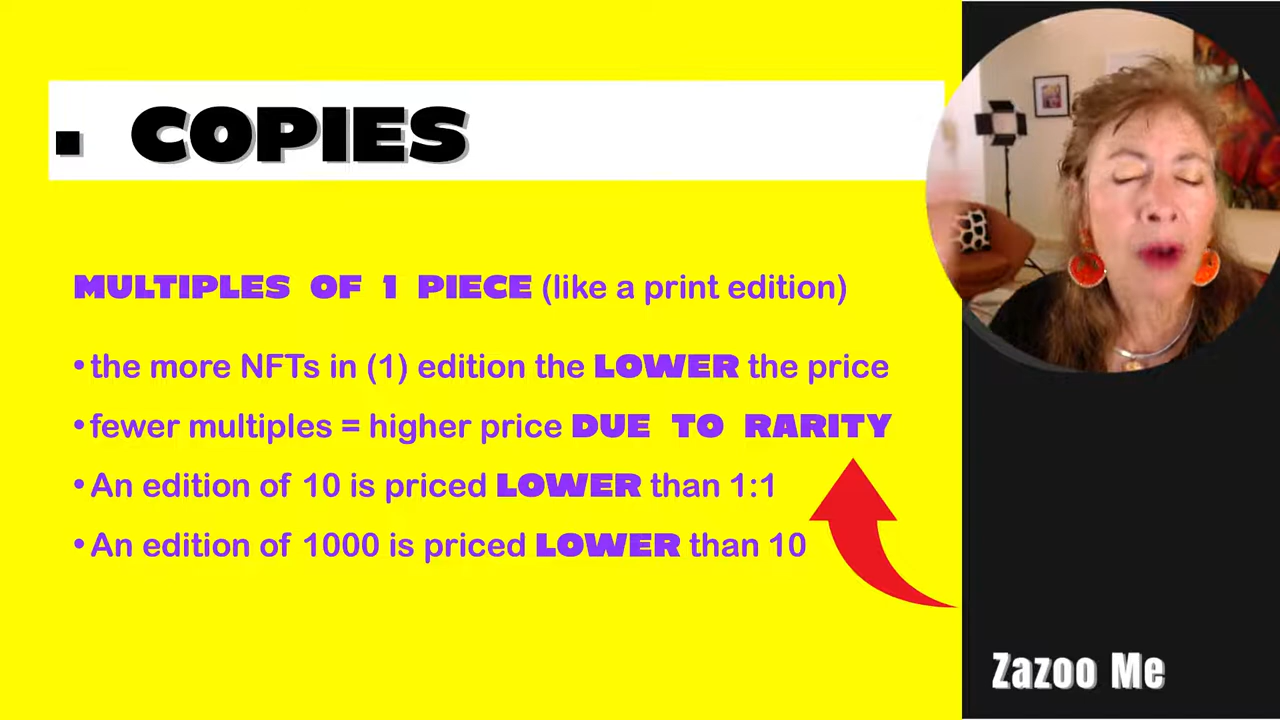 ▪ COPIES
MULTIPLES OF 1 PIECE (like a print edition)
• the more NFTs in (1) edition the LOWER the price
• fewer multiples = higher price DUE TO RARITY
• An edition of 10 is priced LOWER than 1:1
• An edition of 1000 is priced LOWER than 10
Zazoo Me